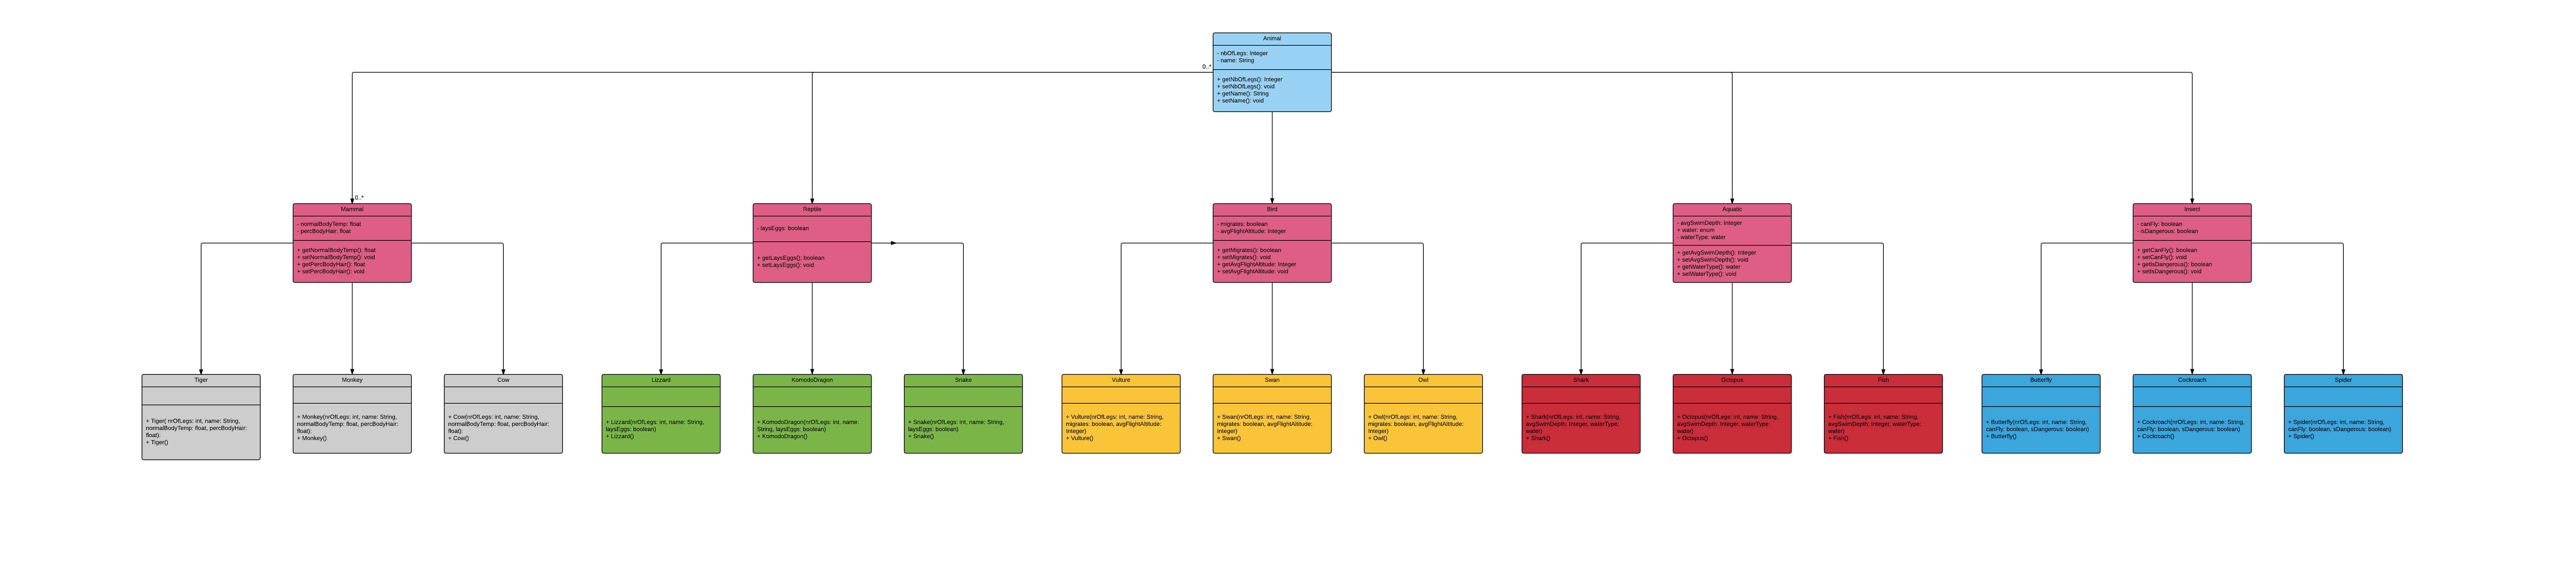 Animal
- nbOfLegs: Integer
- name: String
+ getNbOfLegs(): Integer
+ setNbOfLegs(): void
+ getName(): String
+ setName(): void
0..*
0..*
Mammal
- normalBodyTemp: float
- percBodyHair: float
+ getNormalBodyTemp(): float
+ setNormalBodyTemp(): void
+ getPercBodyHair(): float
+ setPercBodyHair(): void
Reptile
- laysEggs: boolean
+ getLaysEggs(); boolean
+ setLaysEggs(): void
Bird
- migrates: boolean
- avgFlightAltitude: Integer
+ getMigrates(): boolean
+ setMigrates(): void
+ getAvgFlightAltitude: Integer
+ setAvgFlightAltitude: void
Aquatic
- avgSwimDepth: Integer
+ water: enum
- waterType: water
+ getAvgSwimDepth(): Integer
+ setAvgSwimDepth(): void
+ getWaterType(): water
+ setWaterType(): void
Insect
- canFly: boolean
- isDangerous: boolean
+ getCanFly(): boolean
+ setCanFly(): void
+ getIsDangerous(): boolean
+ setIsDangerous(): void
Tiger
+ Tiger( nrOfLegs: int, name: String,
normalBodyTemp: float, percBodyHair:
float):
+ Tiger()
Monkey
+ Monkey(nrOfLegs: int, name: String,
normalBodyTemp: float, percBodyHair:
float):
+ Monkey()
Cow
+ Cow(nrOfLegs: int, name: String,
normalBodyTemp: float, percBodyHair:
float):
+ Cow()
Lizzard
+ Lizzard(nrOfLegs: int, name: String,
laysEggs: boolean)
+ Lizzard()
KomodoDragon
+ KomodoDragon(nrOfLegs: int, name:
String, laysEggs: boolean)
+ KomodoDragon()
Snake
+ Snake(nrOfLegs: int, name: String,
laysEggs: boolean)
+ Snake()
Vulture
+ Vulture(nrOfLegs: int, name: String,
migrates: boolean, avgFlightAltitude:
Integer)
+ Vulture()
Swan
+ Swan(nrOfLegs: int, name: String,
migrates: boolean, avgFlightAltitude:
Integer)
+ Swan()
Owl
+ Owl(nrOfLegs: int, name: String,
migrates: boolean, avgFlightAltitude:
Integer)
+ Owl()
Shark
+ Shark(nrOfLegs: int, name: String,
avgSwimDepth: Integer, waterType:
water)
+ Shark()
Octopus
+ Octopus(nrOfLegs: int, name: String,
avgSwimDepth: Integer, waterType:
water)
+ Octopus()
Fish
+ Fish(nrOfLegs: int, name: String,
avgSwimDepth: Integer, waterType:
water)
+ Fish()
Butterfly
+ Butterfly(nrOfLegs: int, name: String,
canFly: boolean, sDangerous: boolean)
+ Butterfly()
Cockroach
+ Cockroach(nrOfLegs: int, name: String,
canFly: boolean, sDangerous: boolean)
+ Cockroach()
Spider
+ Spider(nrOfLegs: int, name: String,
canFly: boolean, sDangerous: boolean)
+ Spider()